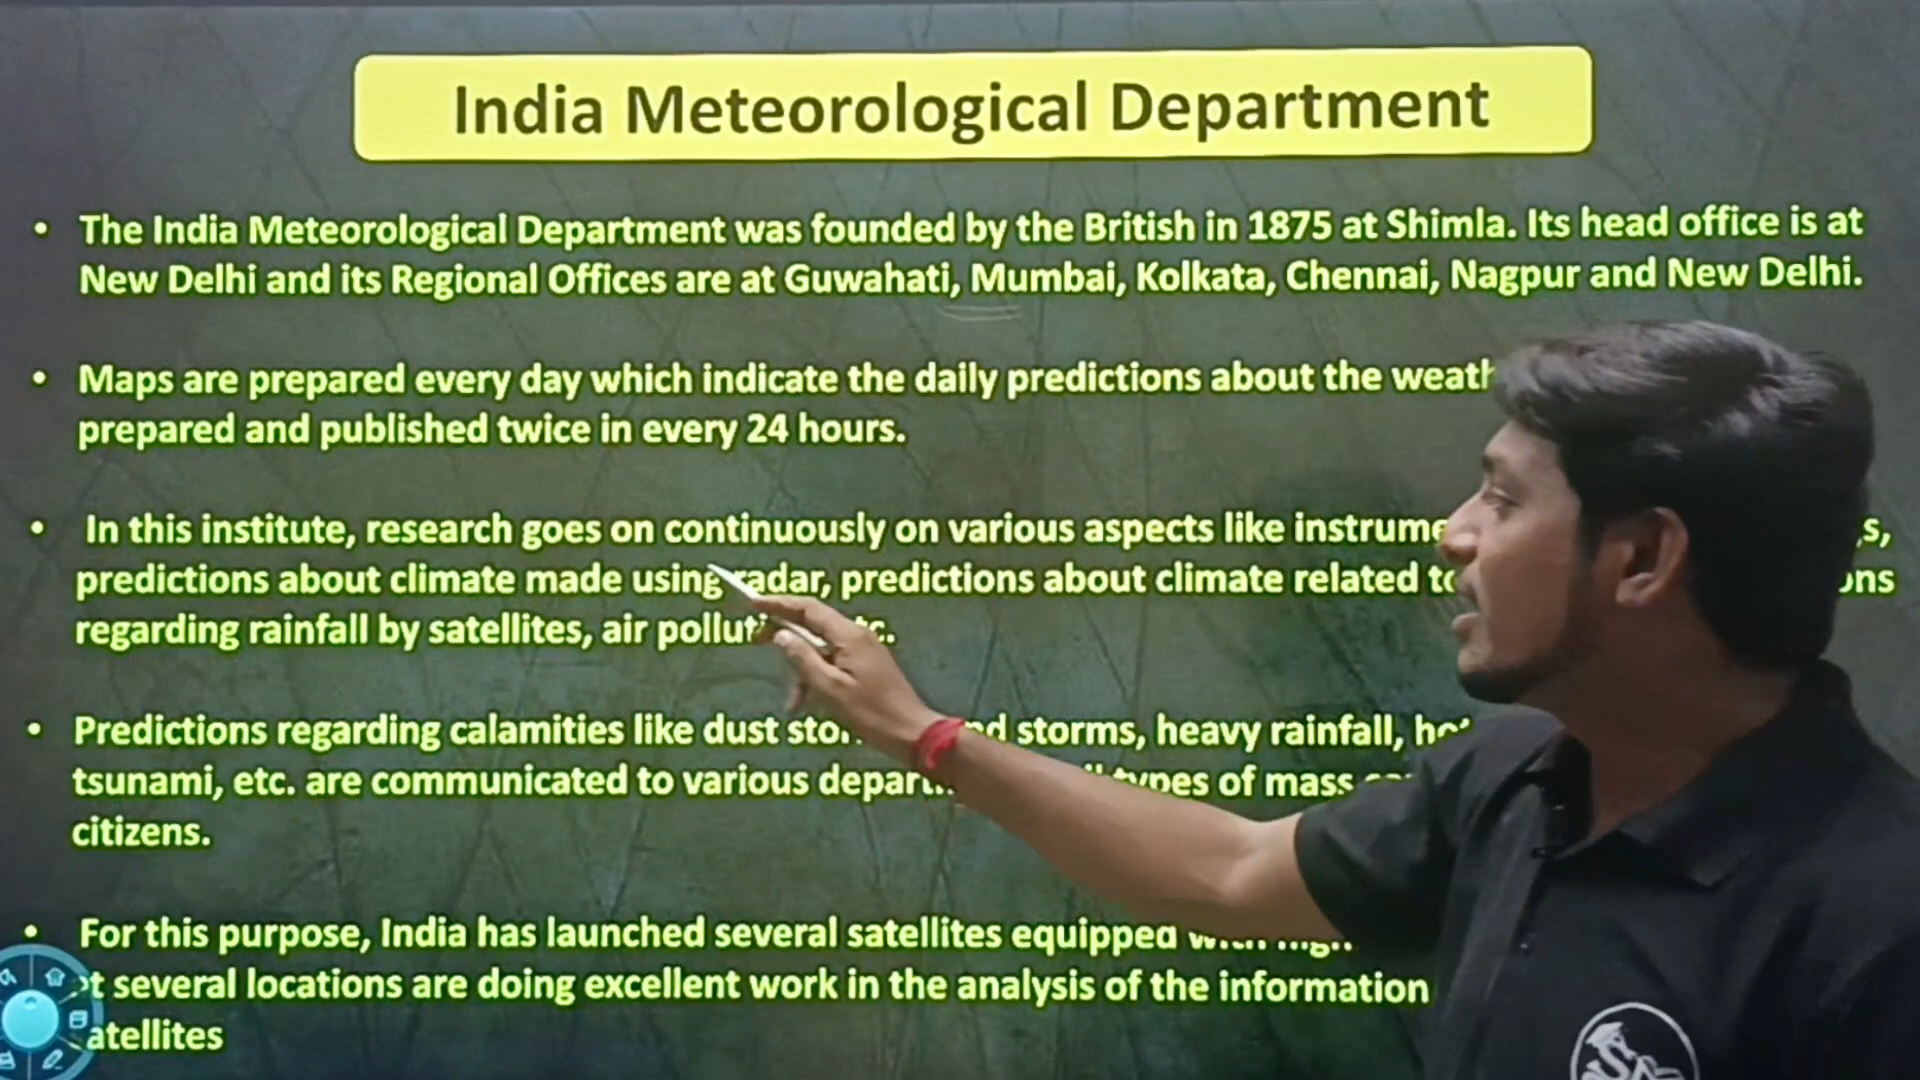 India Meteorological Department
• The India Meteorological Department was founded by the British in 1875 at Shimla. Its head office is at
New Delhi and its Regional Offices are at Guwahati, Mumbai, Kolkata, Chennai, Nagpur and New Delhi.
• Maps are prepared every day which indicate the daily predictions about the
prepared and published twice in every 24 hours.
• In this institute, research goes on continuously on various aspects like
predictions about climate made using radar, predictions about climate related
regarding rainfall by satellites, air
• Predictions regarding calamities like dust storms, heavy rainfall,
tsunami, etc. are communicated to various types of mass
citizens.
• For this purpose, India has launched several satellites equipped
several locations are doing excellent work in the analysis of the information